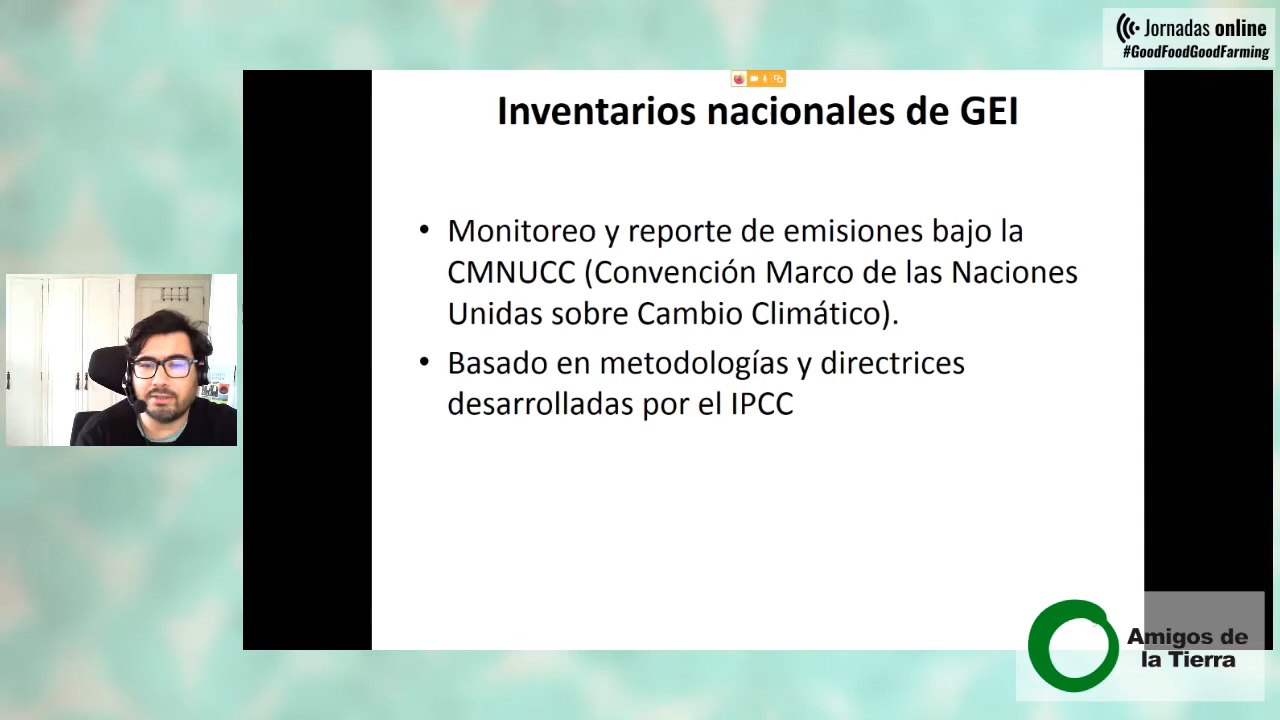 Jornadas online
#GoodFoodGoodFarming
Inventarios nacionales de GEI
• Monitoreo y reporte de emisiones bajo la
CMNUCC (Convención Marco de las Naciones
Unidas sobre Cambio Climático).
• Basado en metodologías y directrices
desarrolladas por el IPCC
Amigos de
la Tierra